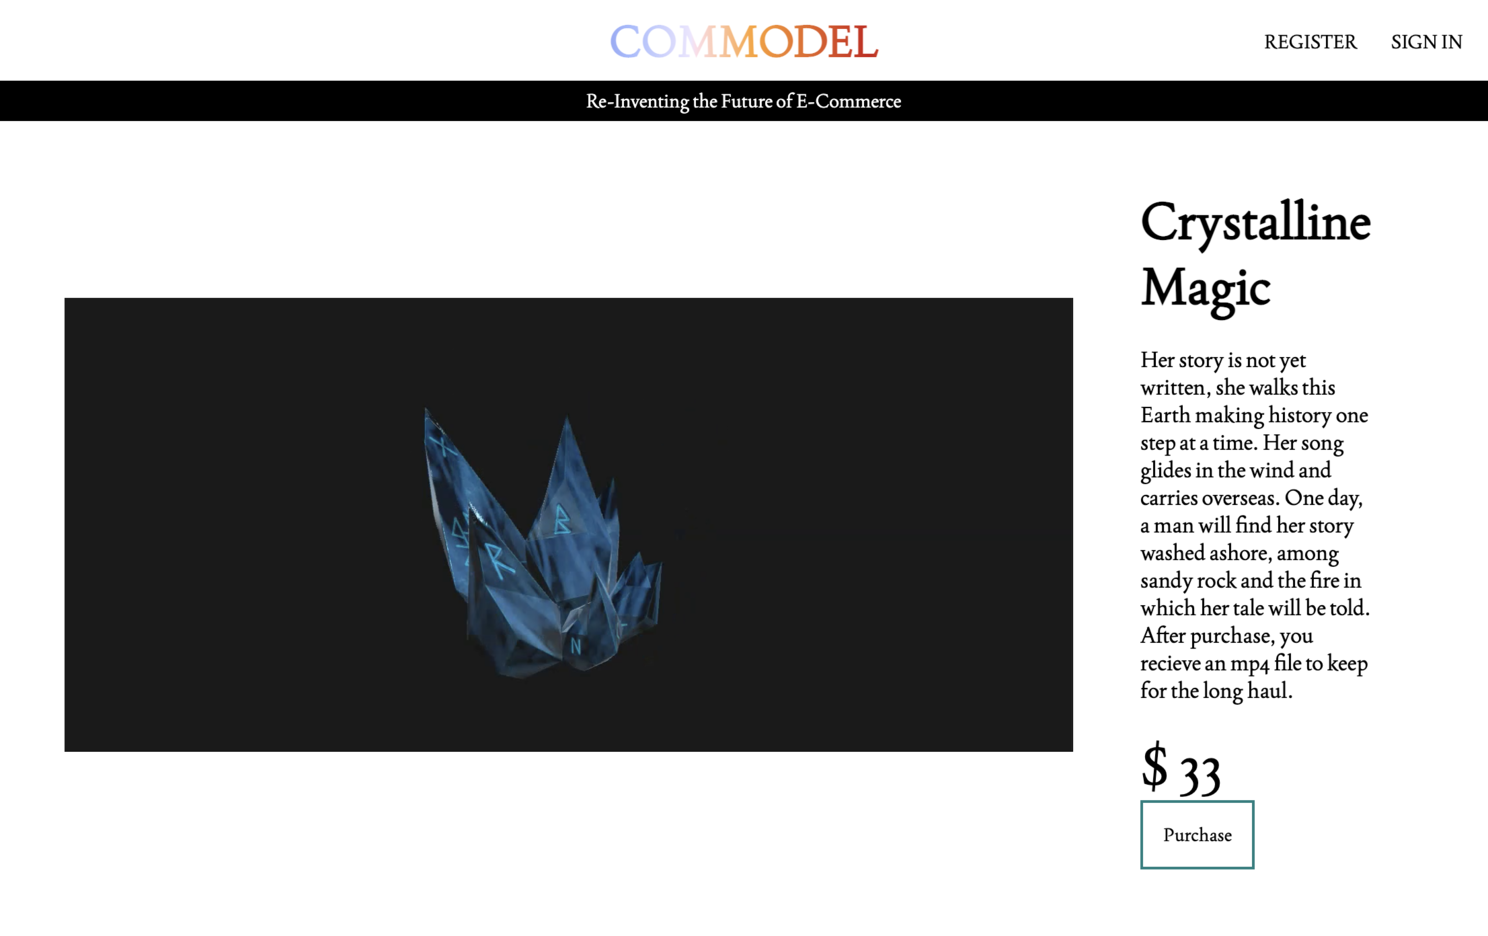 COMMODEL
REGISTER
SIGN IN
Re-Inventing the Future of E-Commerce
Crystalline
Magic
Her story is not yet
written, she walks this
Earth making history one
step at a time. Her song
glides in the wind and
carries overseas. One day,
a man will find her story
washed ashore, among
sandy rock and the fire in
which her tale will be told.
After purchase, you
recieve an mp4 file to keep
for the long haul.
$ 33
Purchase